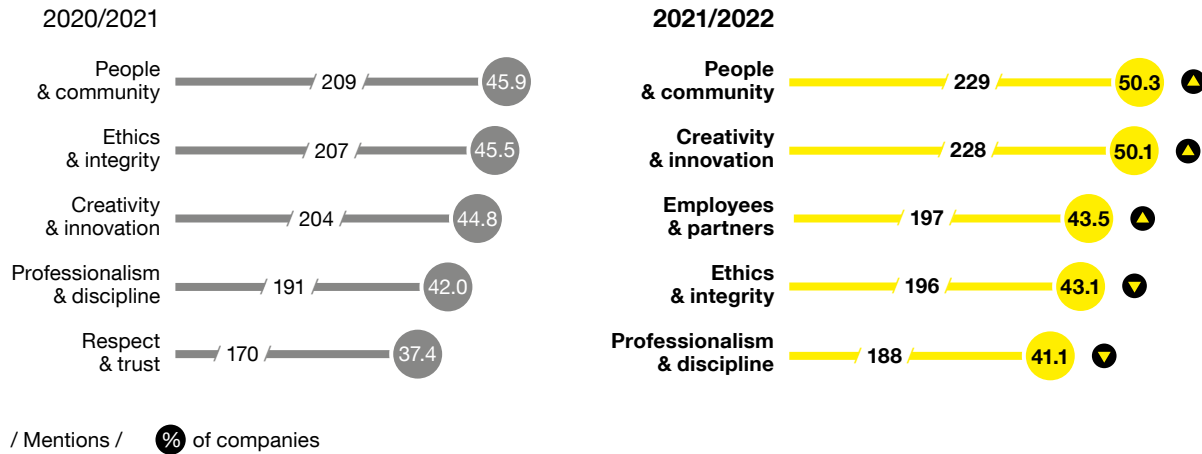 2020/2021
People
& community
209
45.9
Ethics
& integrity
207
45.5
Creativity
& innovation
204
44.8
Professionalism
& discipline
191
42.0
Respect
& trust
170
37.4
2021/2022
People
& community
229
50.3
Creativity
& innovation
228
50.1
Employees
& partners
197
43.5
Ethics
& integrity
196
43.1
Professionalism
& discipline
188
41.1
/ Mentions /
% of companies